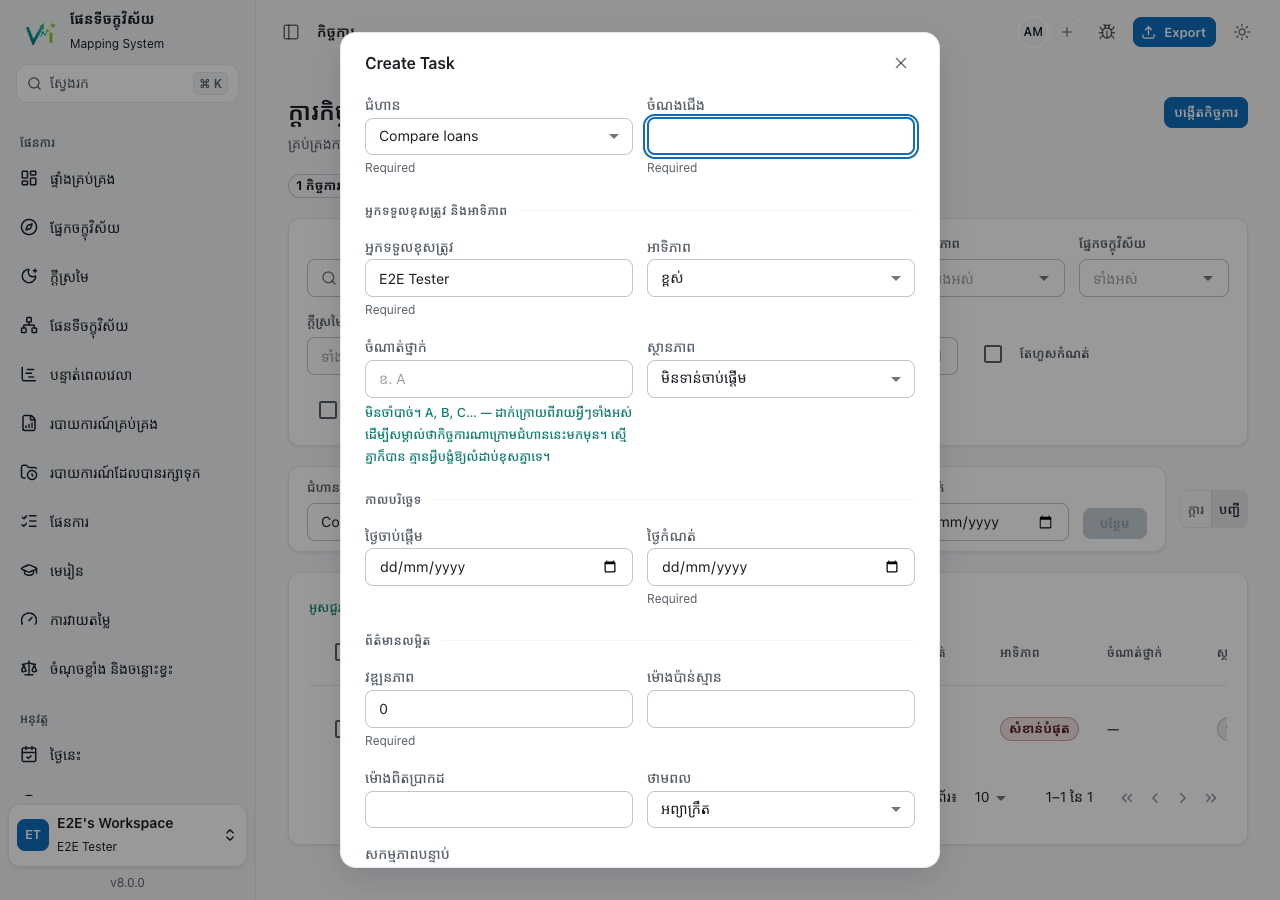 ផែនទីចក្ខុវិស័យ
Mapping System
ស្វែងរក
⌘ K
ផែនការ
ផ្ទាំងគ្រប់គ្រង
ផ្នែកចក្ខុវិស័យ
ក្តីស្រមៃ
ផែនទីចក្ខុវិស័យ
បន្ទាត់ពេលវេលា
របាយការណ៍គ្រប់គ្រង
របាយការណ៍ដែលបានរក្សាទុក
ផែនការ
មេរៀន
ការវាយតម្លៃ
ចំណុចខ្លាំង និងចន្លោះខ្វះ
អនុវត្ត
ថ្ងៃនេះ
ET
E2E's Workspace
E2E Tester
v8.0.0
កិច្ចការ
AM
Export
បង្កើតកិច្ចការ
1 កិច្ចការ
ផ្នែកចក្ខុវិស័យ
ទាំងអស់
តែហួសកំណត់
mm/yyyy
បន្ថែម
ក្តារ
បញ្ជី
អាទិភាព
ចំណាត់ថ្នាក់
សំខាន់បំផុត
—
10
1–1 នៃ 1
Create Task
ជំហាន
ចំណងជើង
Compare loans
Required
Required
អ្នកទទួលខុសត្រូវ និងអាទិភាព
អ្នកទទួលខុសត្រូវ
អាទិភាព
E2E Tester
ខ្ពស់
Required
ចំណាត់ថ្នាក់
ស្ថានភាព
ឧ. A
មិនទាន់ចាប់ផ្តើម
មិនចាំបាច់។ A, B, C… — ដាក់ក្រោយពីរាយអ្វីៗទាំងអស់
ដើម្បីសម្គាល់ថាកិច្ចការណាក្រោមជំហាននេះមកមុន។ ស្មើ
គ្នាក៏បាន គ្មានអ្វីបង្ខំឱ្យលំដាប់ខុសគ្នាទេ។
កាលបរិច្ឆេទ
ថ្ងៃចាប់ផ្តើម
ថ្ងៃកំណត់
dd/mm/yyyy
dd/mm/yyyy
Required
ព័ត៌មានលម្អិត
វឌ្ឍនភាព
ម៉ោងប៉ាន់ស្មាន
0
Required
ម៉ោងពិតប្រាកដ
ថាមពល
អព្យាក្រឹត
សកម្មភាពបន្ទាប់